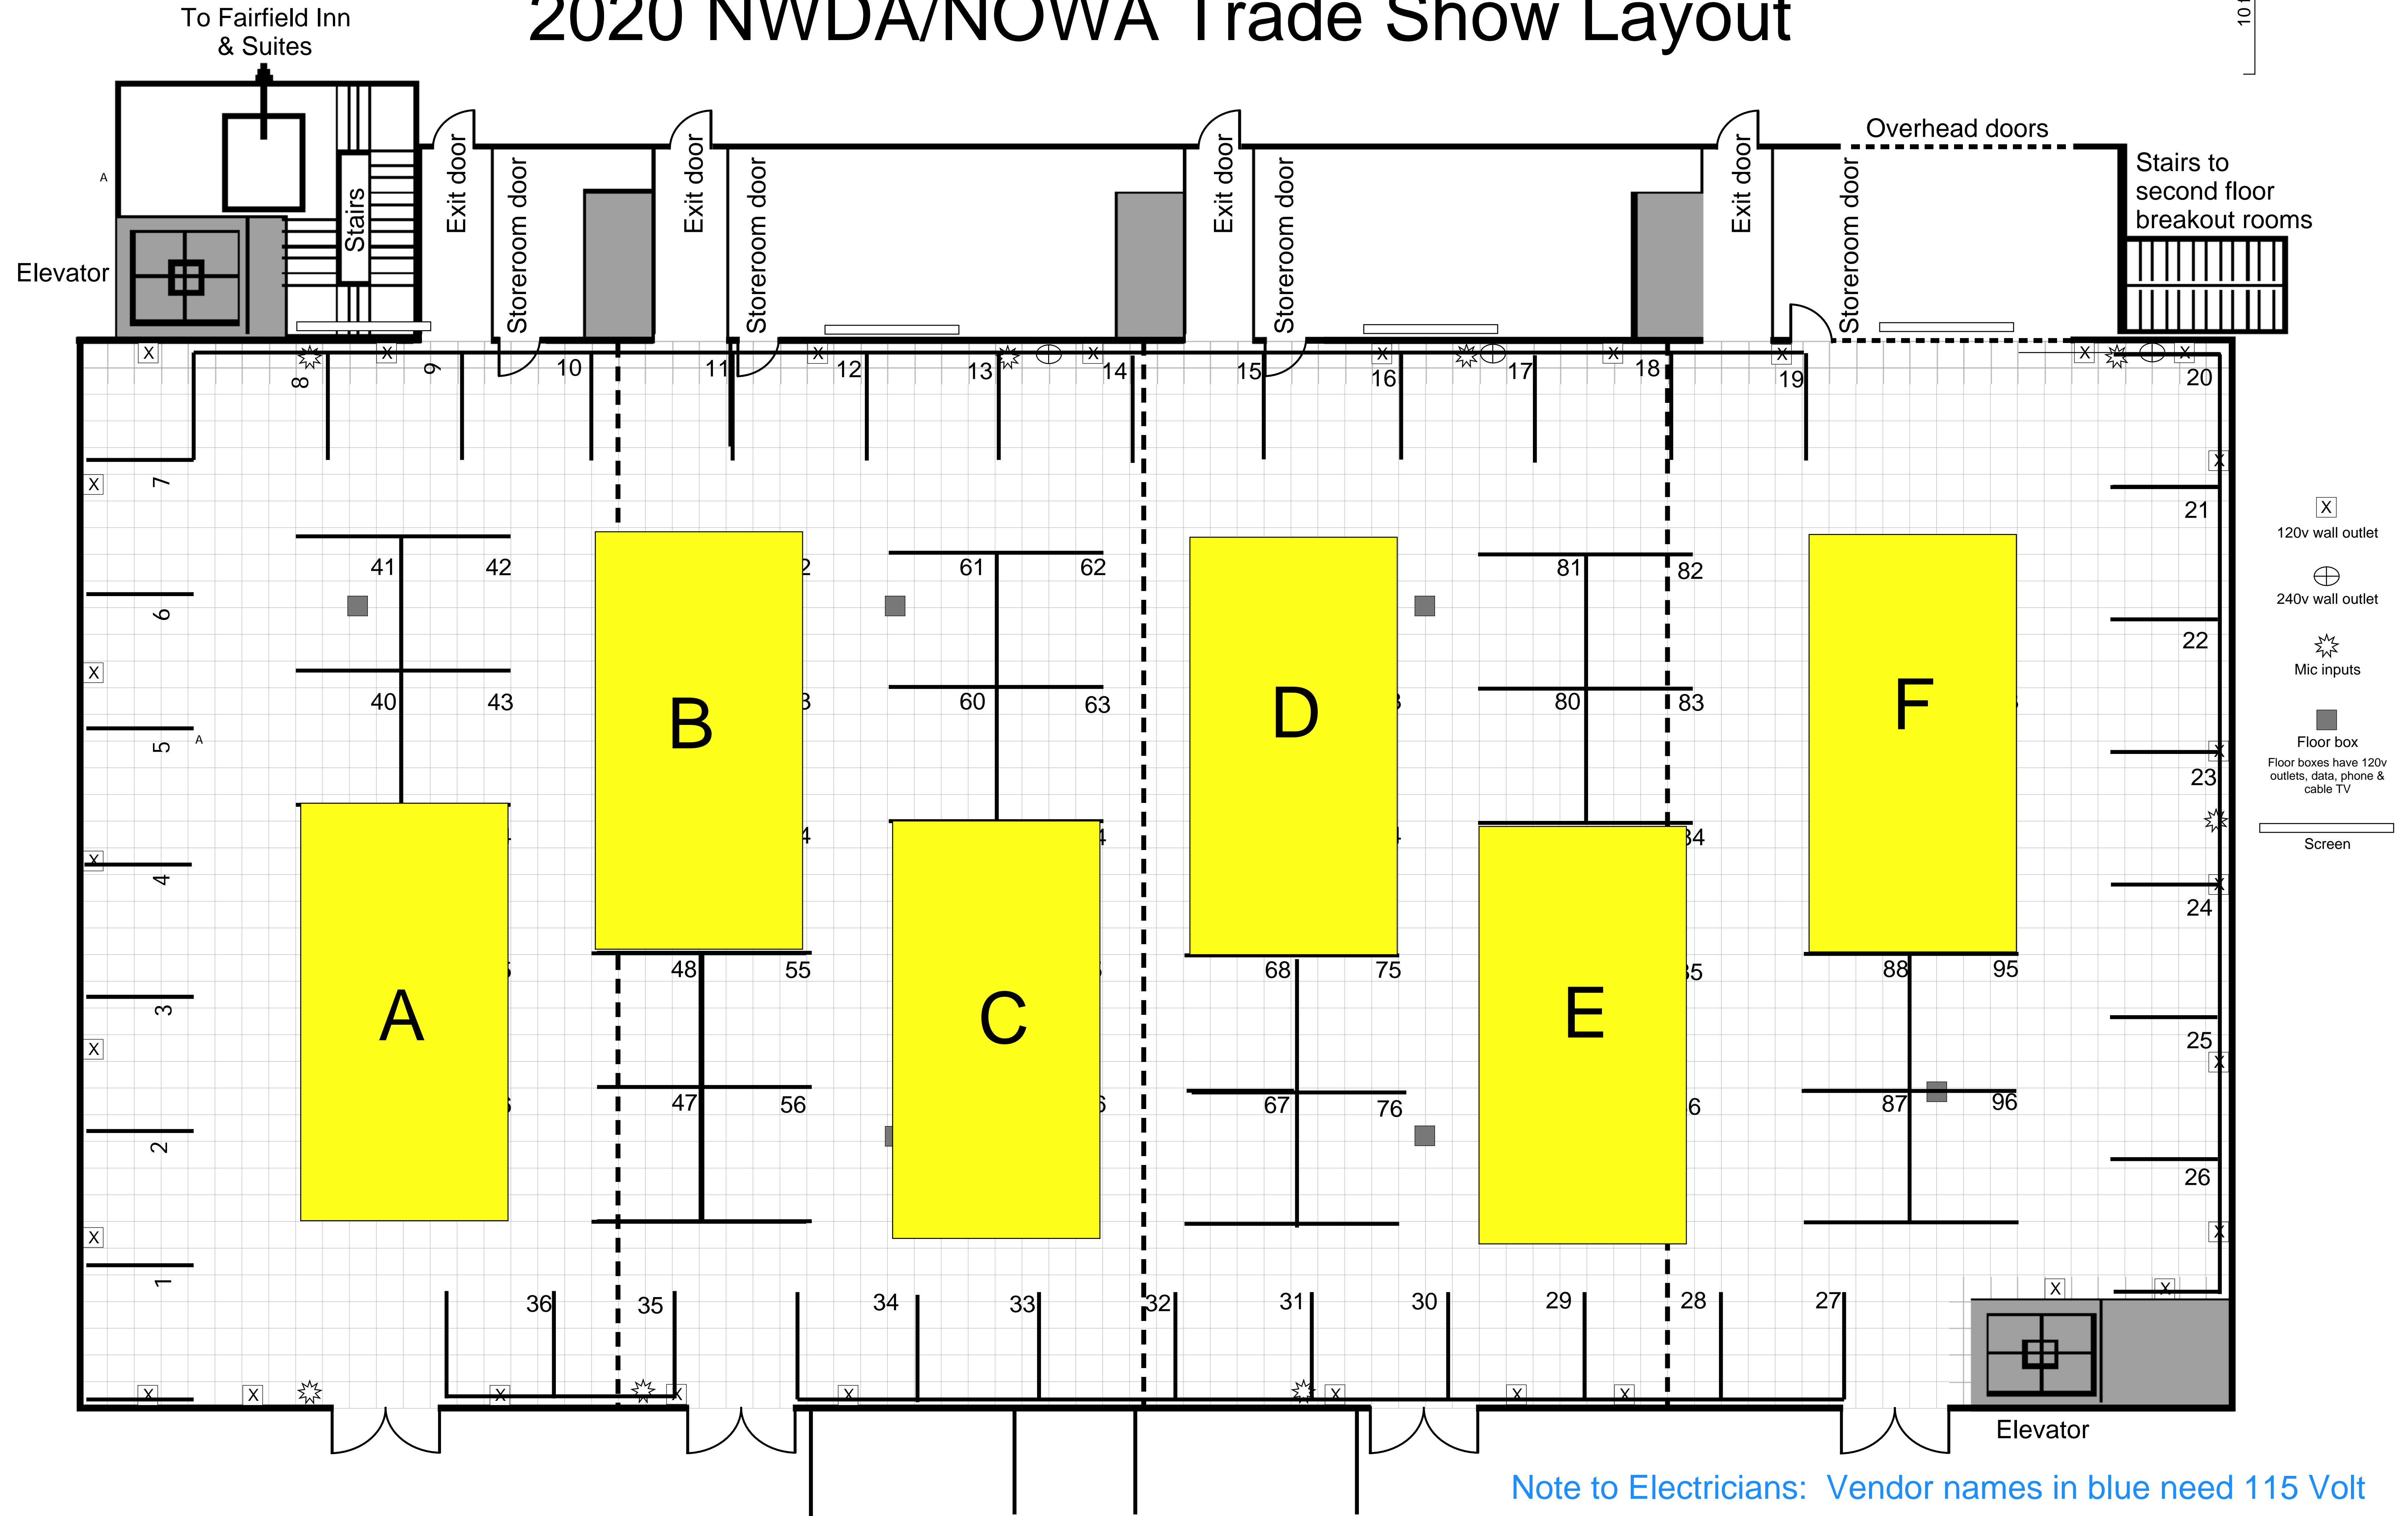 To Fairfield Inn
& Suites
2020 NWDA/NOWA Trade Show Layout
Overhead doors
Stairs to
second floor
breakout rooms
A
Elevator
Stairs
Exit door
Storeroom door
Exit door
Storeroom door
Exit door
Storeroom door
Exit door
Storeroom door
X X X X X X X X X
8 9 10 11 12 13 14 15 16 17 18 19 20
7 X
X 21
X
120v wall outlet
41 42 61 62 81 82
240v wall outlet
6 22
X
Mic inputs
40 43 B 60 63 D 80 83 F
5 A
X 23
Floor box
Floor boxes have 120v
outlets, data, phone &
cable TV
Screen
X 4
X 24
48 55 68 75 88 95
A C E
3 25
X X
47 56 67 76 87 96
2 26
X X
1
X X
36 35 34 33 32 31 30 29 28 27
X X X X X X X X
Elevator
Note to Electricians: Vendor names in blue need 115 Volt